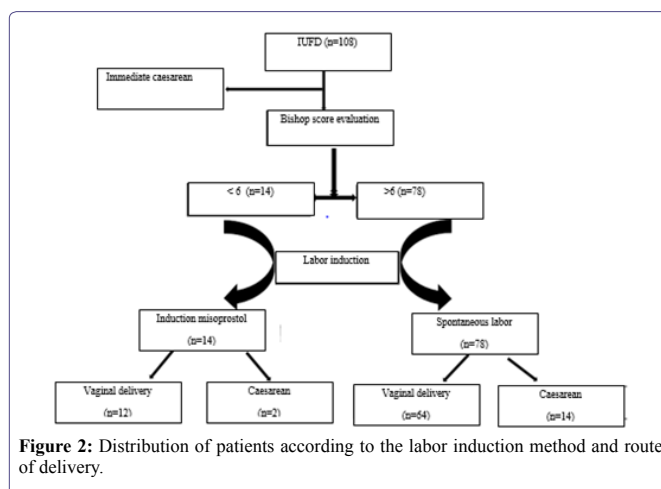 IUFD (n=108)
Immediate caesarean
Bishop score evaluation
< 6 (n=14)
>6 (n=78)
Labor induction
Induction misoprostol
(n=14)
Spontaneous labor
(n=78)
Vaginal delivery
(n=12)
Caesarean
(n=2)
Vaginal delivery
(n=64)
Caesarean
(n=14)
Figure 2: Distribution of patients according to the labor induction method and route
of delivery.